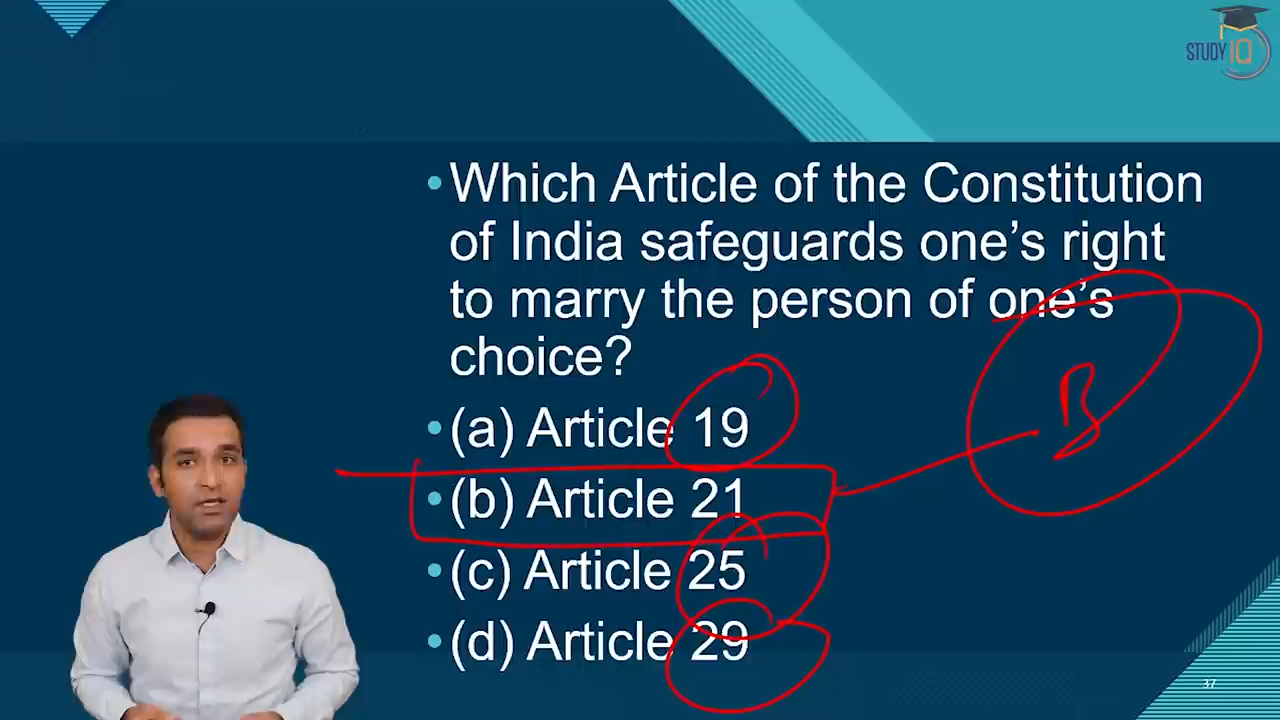 STUDY IQ
•Which Article of the Constitution
of India safeguards one's right
to marry the person of one's
choice?
•(a) Article 19
•(b) Article 21
B
•(c) Article 25
•(d) Article 29
37